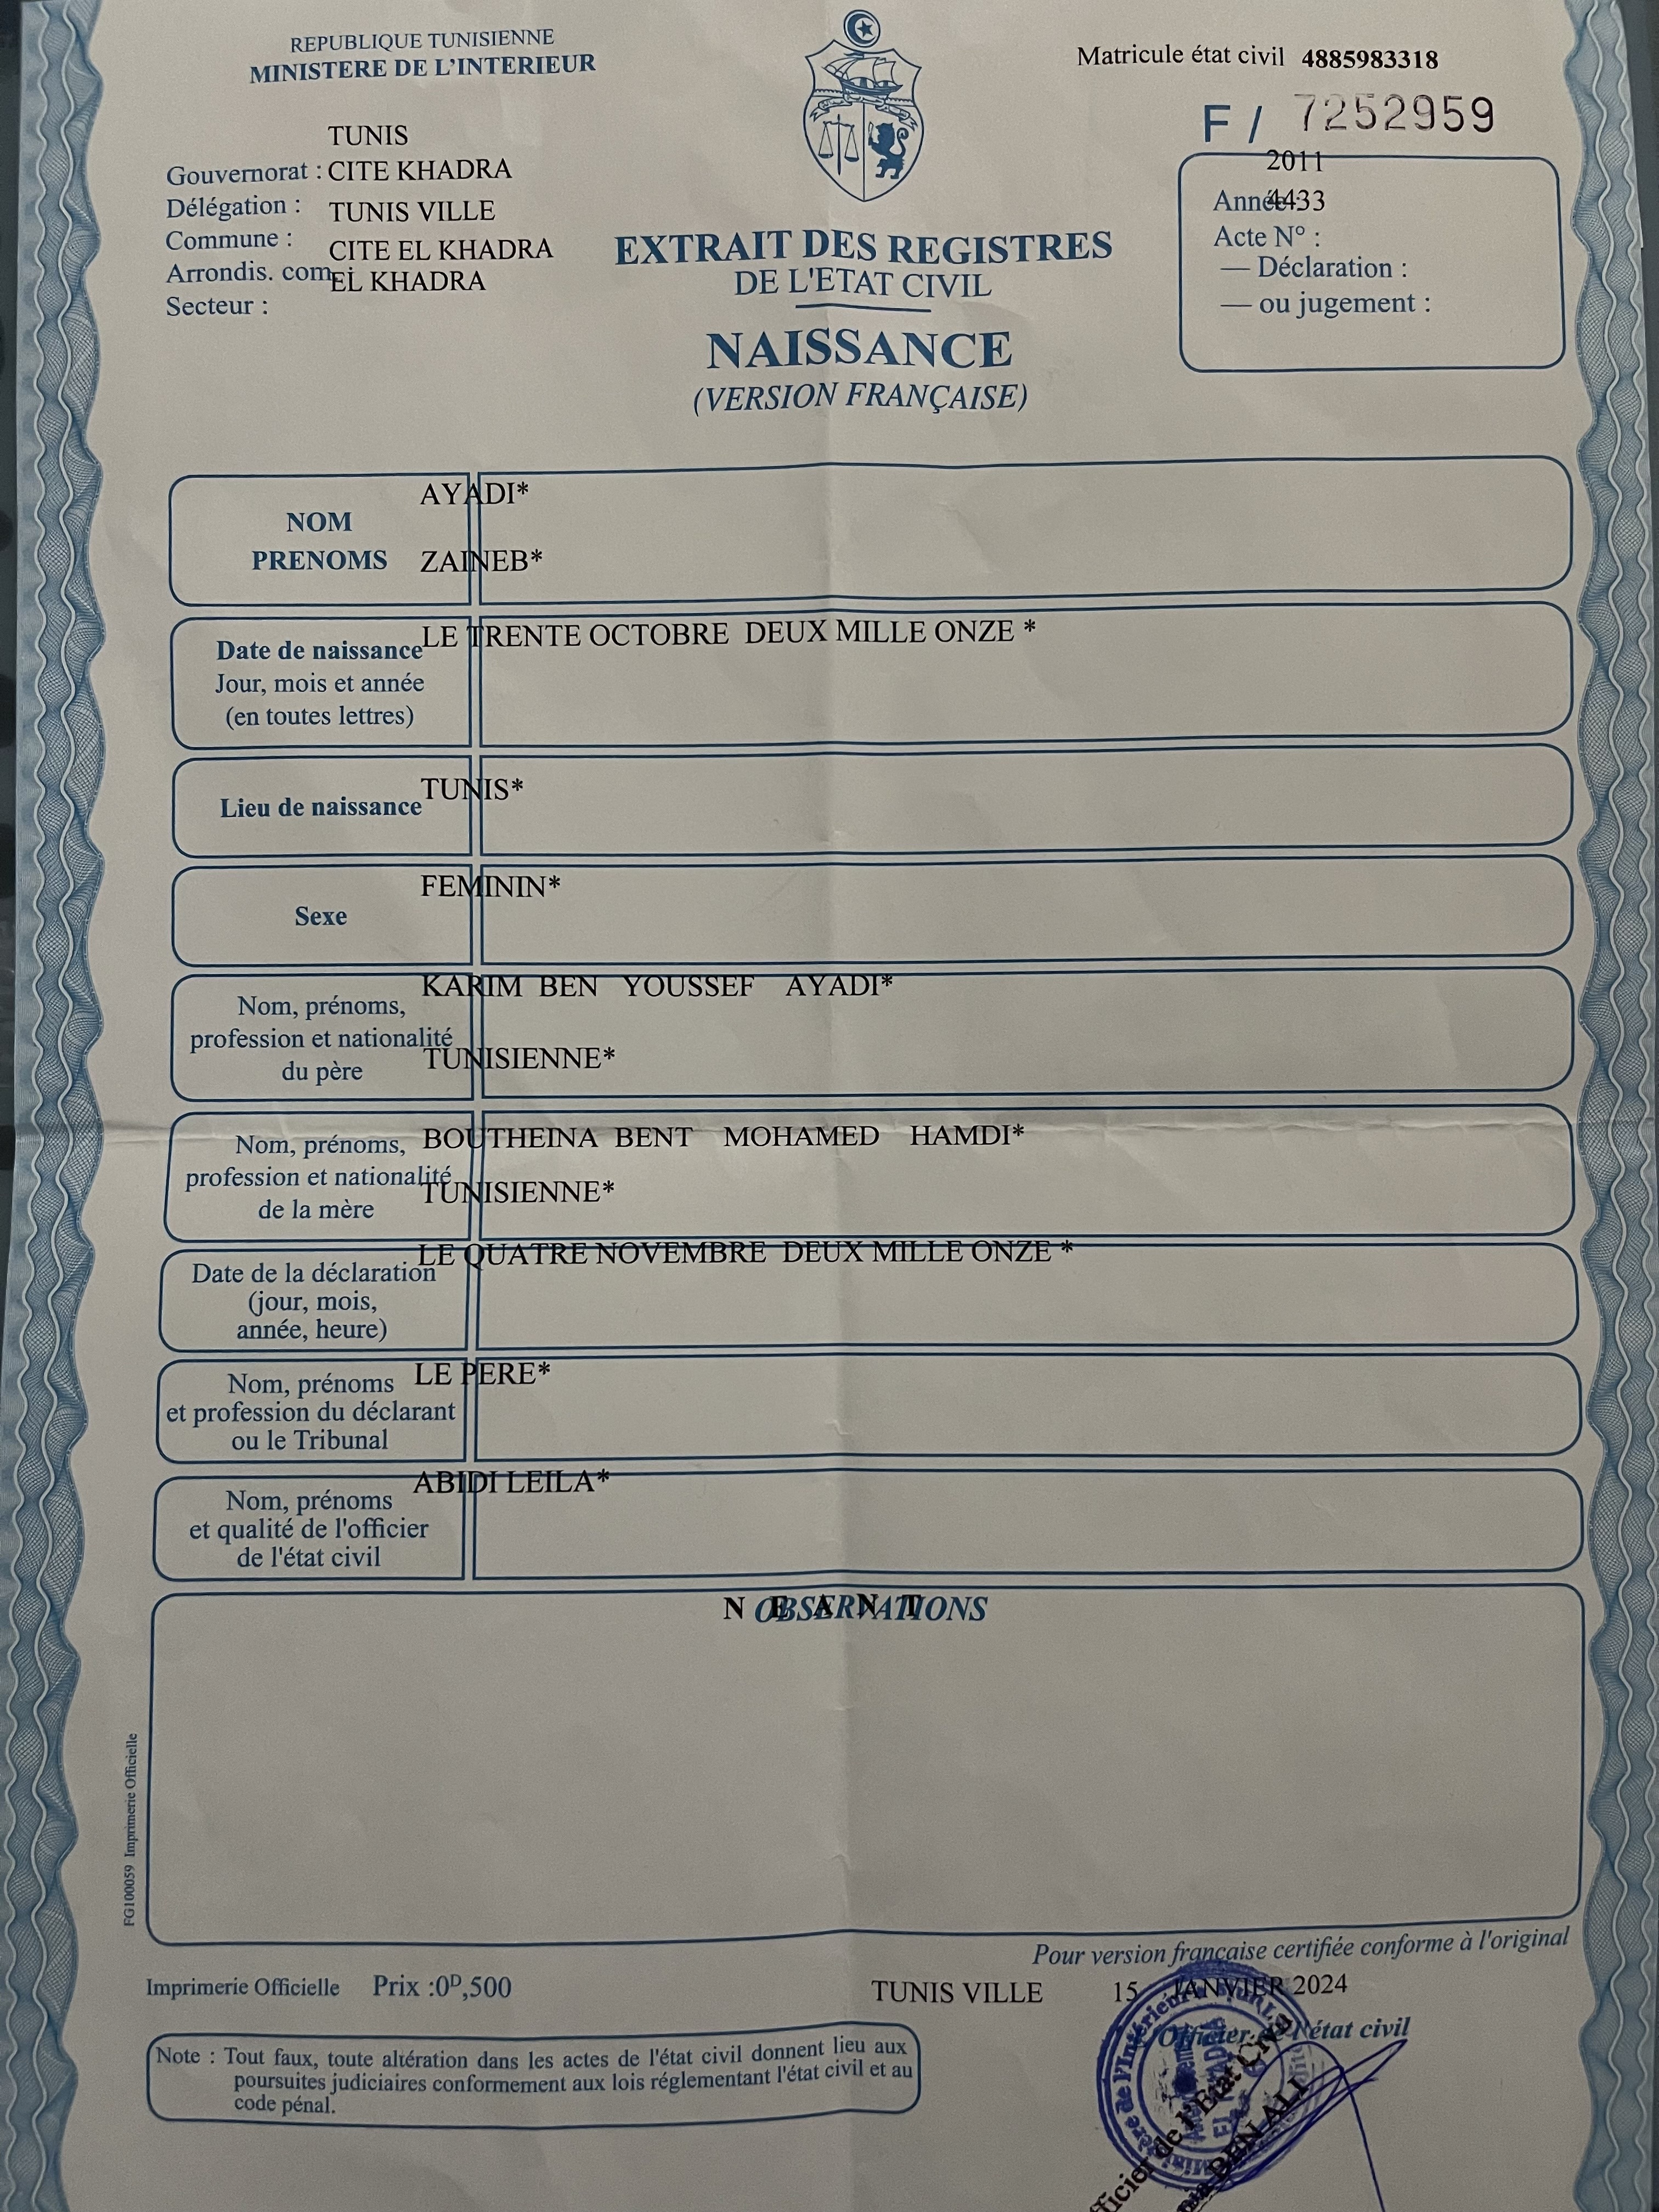 REPUBLIQUE TUNISIENNE
MINISTERE DE L'INTERIEUR
Matricule état civil 4885983318
F / 7252959
TUNIS
Gouvernorat : CITE KHADRA
Délégation : TUNIS VILLE
Commune : CITE EL KHADRA
Arrondis. com. : EL KHADRA
Secteur :
2011
Année : 4433
Acte N° :
— Déclaration :
— ou jugement :
EXTRAIT DES REGISTRES
DE L'ETAT CIVIL
NAISSANCE
(VERSION FRANÇAISE)
AYADI*
NOM
PRENOMS ZAINEB*
LE TRENTE OCTOBRE DEUX MILLE ONZE *
Date de naissance
Jour, mois et année
(en toutes lettres)
TUNIS*
Lieu de naissance
FEMININ*
Sexe
KARIM BEN YOUSSEF AYADI*
Nom, prénoms,
profession et nationalité
TUNISIENNE*
du père
BOUTHEINA BENT MOHAMED HAMDI*
Nom, prénoms,
profession et nationalité
TUNISIENNE*
de la mère
LE QUATRE NOVEMBRE DEUX MILLE ONZE *
Date de la déclaration
(jour, mois,
année, heure)
LE PERE*
Nom, prénoms
et profession du déclarant
ou le Tribunal
ABIDI LEILA*
Nom, prénoms
et qualité de l'officier
de l'état civil
N E A N T
OBSERVATIONS
FG100059 Imprimerie Officielle
Pour version française certifiée conforme à l'original
Imprimerie Officielle Prix :0D,500
TUNIS VILLE 15 JANVIER 2024
Officier de l'état civil
Note : Tout faux, toute altération dans les actes de l'état civil donnent lieu aux
poursuites judiciaires conformement aux lois réglementant l'état civil et au
code pénal.
de l'Intérieur
de l'Etat Civil
BEN ALI